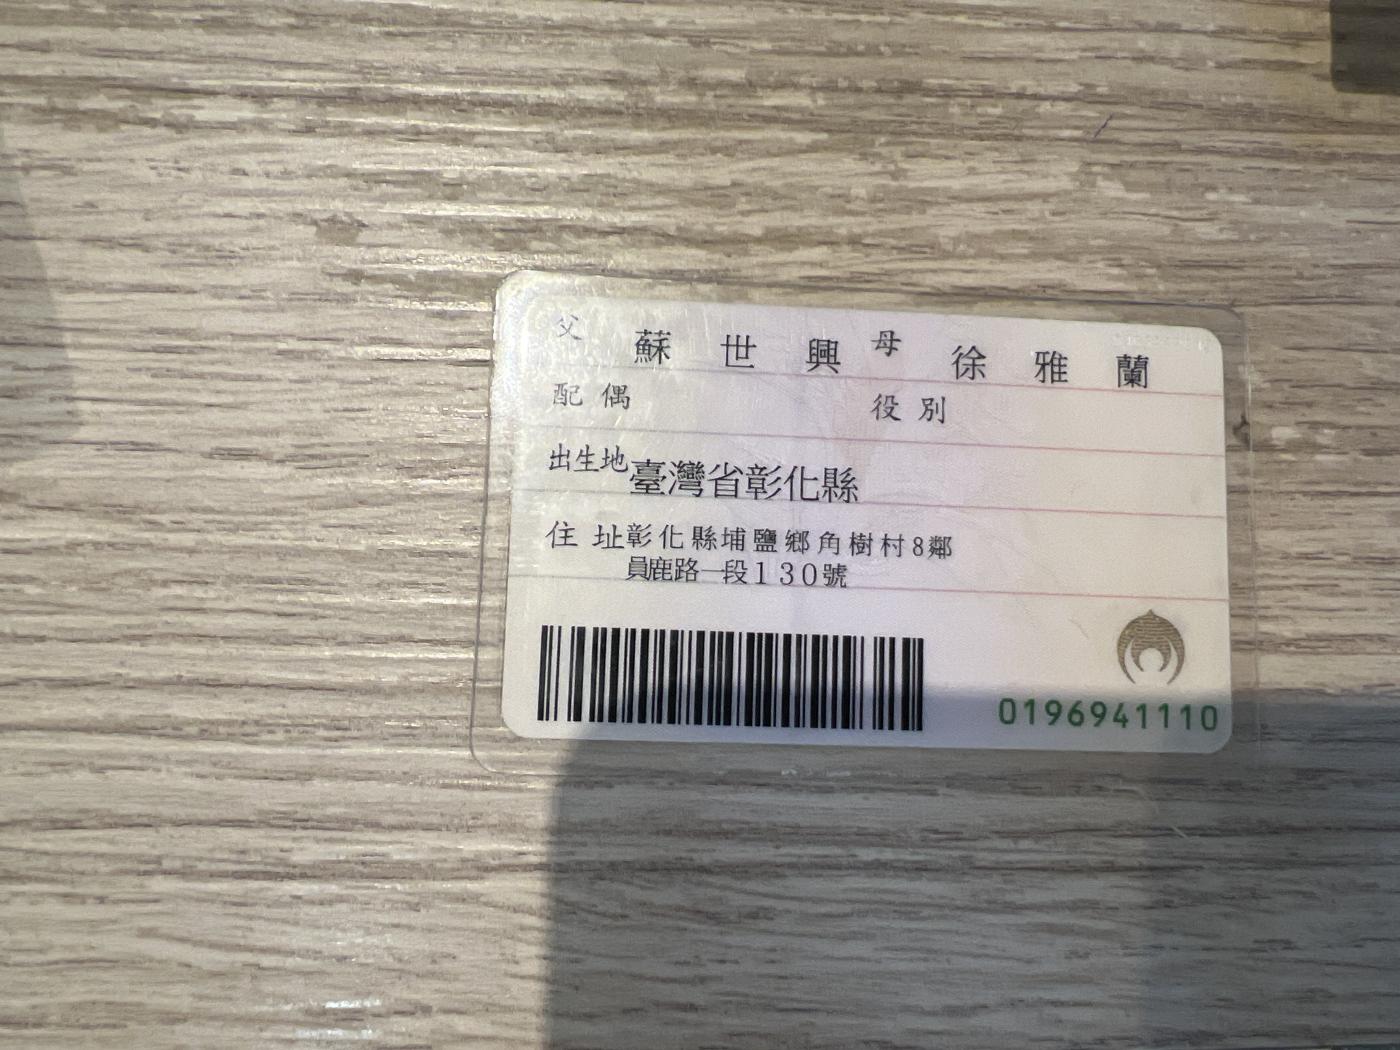 父 蘇世興 母 徐雅蘭
配偶 役別
出生地 臺灣省彰化縣
住址 彰化縣埔鹽鄉角樹村8鄰
員鹿路一段130號
0196941110